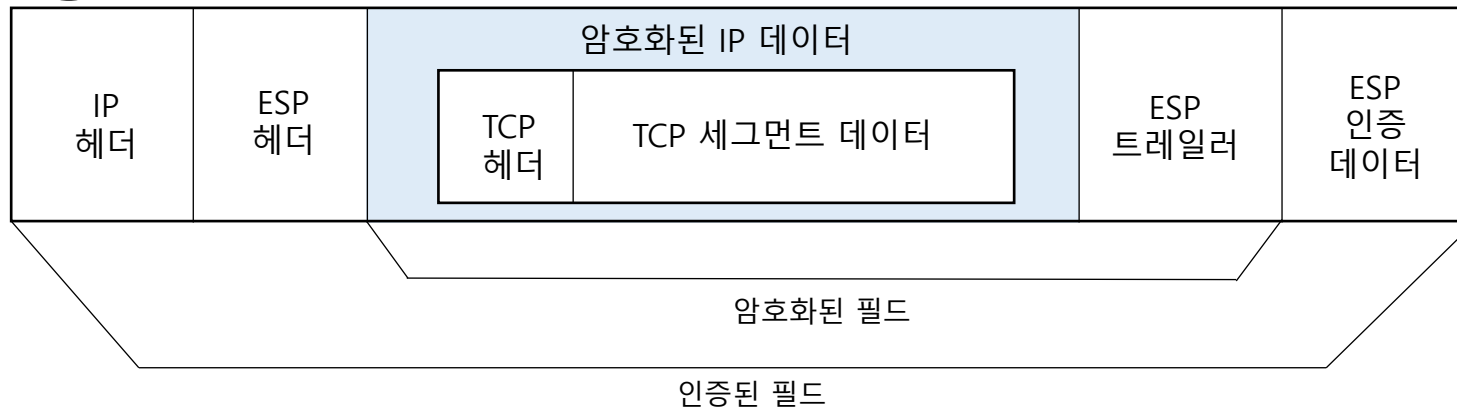 암호화된 IP 데이터
IP
헤더
ESP
헤더
TCP
헤더
TCP 세그먼트 데이터
ESP
트레일러
ESP
인증
데이터
암호화된 필드
인증된 필드